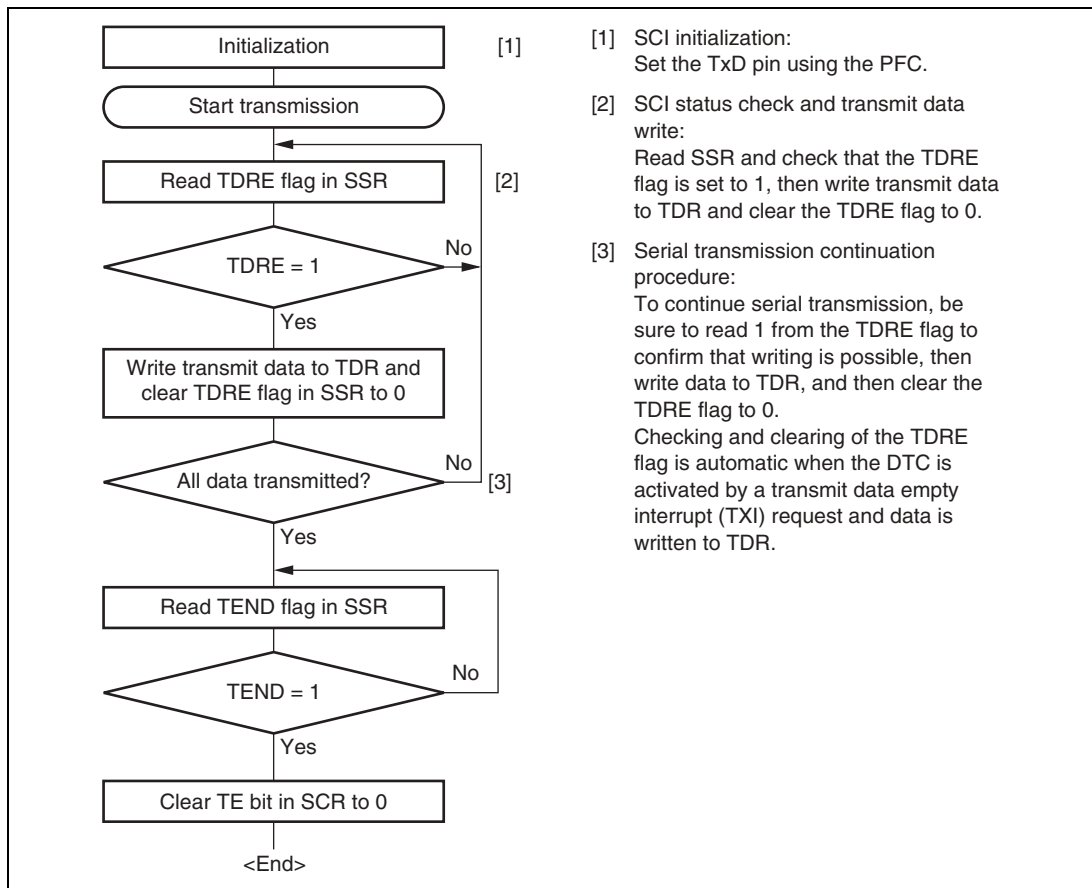 Initialization
[1]
Start transmission
Read TDRE flag in SSR
[2]
No
TDRE = 1
Yes
Write transmit data to TDR and
clear TDRE flag in SSR to 0
No
All data transmitted?
[3]
Yes
Read TEND flag in SSR
No
TEND = 1
Yes
Clear TE bit in SCR to 0
<End>
[1] SCI initialization:
Set the TxD pin using the PFC.
[2] SCI status check and transmit data
write:
Read SSR and check that the TDRE
flag is set to 1, then write transmit data
to TDR and clear the TDRE flag to 0.
[3] Serial transmission continuation
procedure:
To continue serial transmission, be
sure to read 1 from the TDRE flag to
confirm that writing is possible, then
write data to TDR, and then clear the
TDRE flag to 0.
Checking and clearing of the TDRE
flag is automatic when the DTC is
activated by a transmit data empty
interrupt (TXI) request and data is
written to TDR.